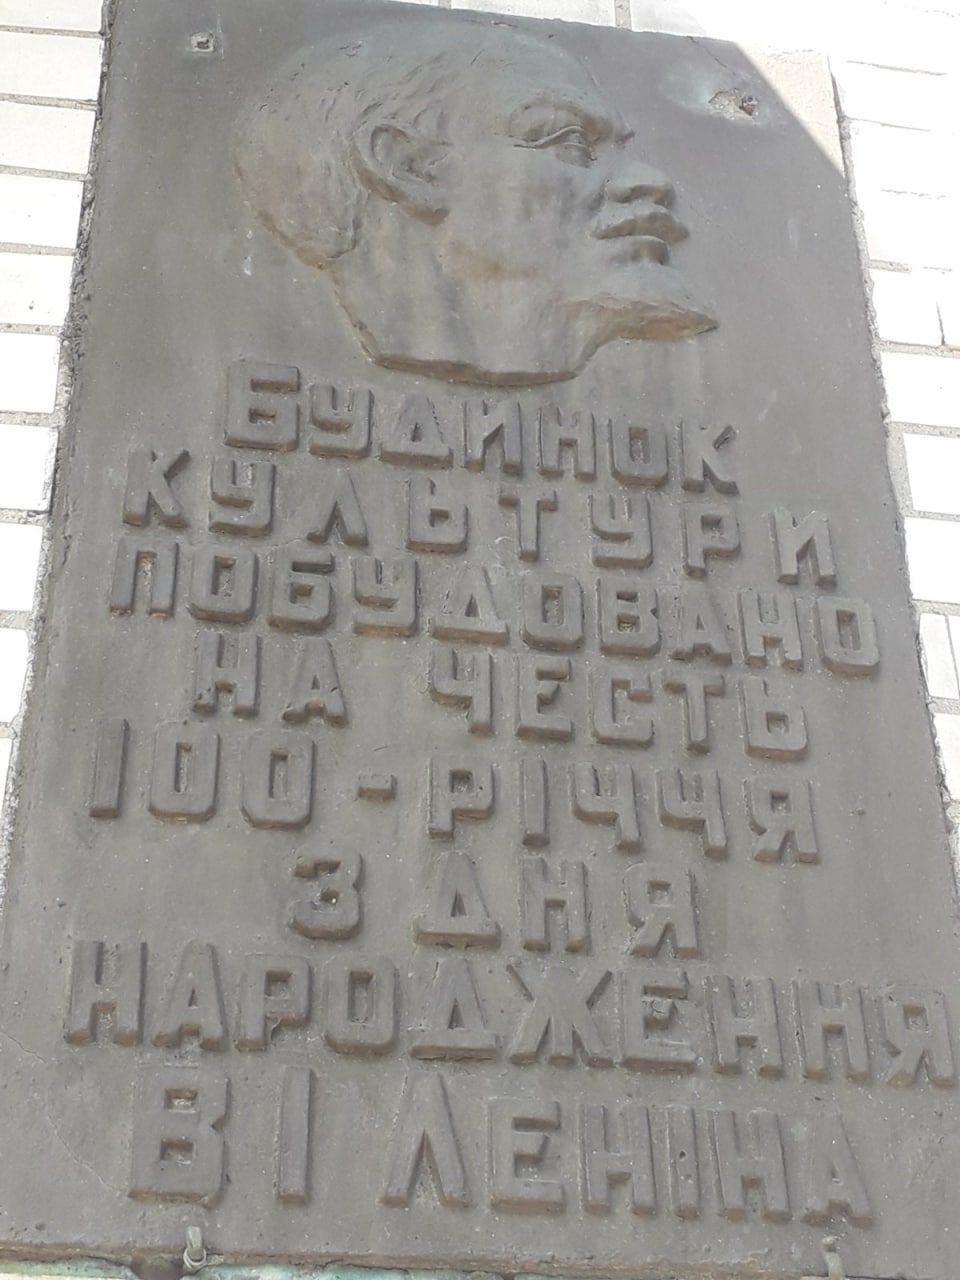 БУДИНОК
КУЛЬТУРИ
ПОБУДОВАНО
НА ЧЕСТЬ
100-РІЧЧЯ
З ДНЯ
НАРОДЖЕННЯ
В І ЛЕНІНА